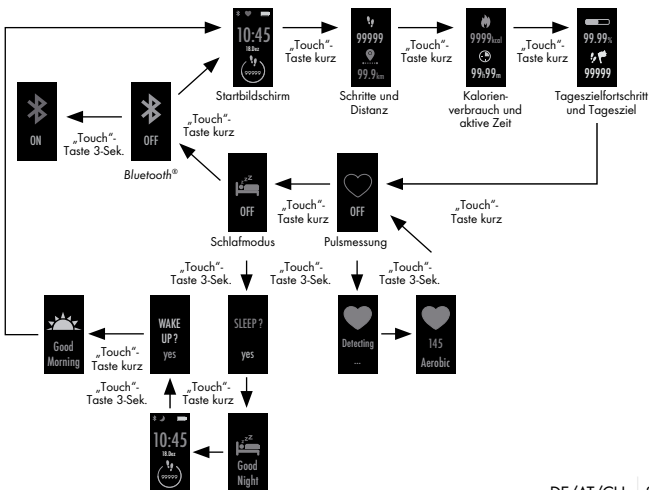 10:45
18.Dez
99999
Startbildschirm
„Touch"-
Taste kurz
99999
99.9km
Schritte und
Distanz
„Touch"-
Taste kurz
9999kcal
99h99m
Kalorien-
verbrauch und
aktive Zeit
„Touch"-
Taste kurz
99.99%
99999
Tageszielfortschritt
und Tagesziel
„Touch"-
Taste kurz
OFF
Pulsmessung
„Touch"-
Taste kurz
OFF
Schlafmodus
„Touch"-
Taste kurz
OFF
Bluetooth®
„Touch"-
Taste 3-Sek.
ON
„Touch"-
Taste 3-Sek.
„Touch"-
Taste 3-Sek.
„Touch"-
Taste 3-Sek.
Detecting
...
145
Aerobic
SLEEP ?
yes
WAKE
UP ?
yes
Good
Morning
„Touch"-
Taste kurz
„Touch"-
Taste 3-Sek.
„Touch"-
Taste kurz
zZZ
Good
Night
10:45
18.Dez
99999
DE/AT/CH